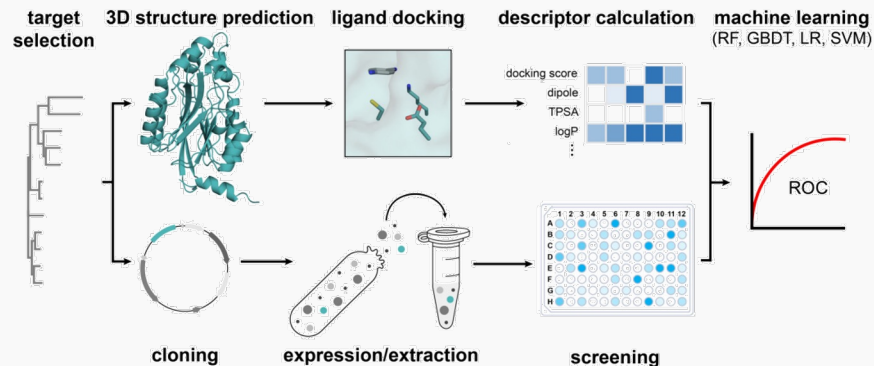 target
selection
3D structure prediction
ligand docking
descriptor calculation
machine learning
(RF, GBDT, LR, SVM)
docking score
dipole
TPSA
logP
⋮
ROC
1 2 3 4 5 6 7 8 9 10 11 12
A
B
C
D
E
F
G
H
cloning
expression/extraction
screening